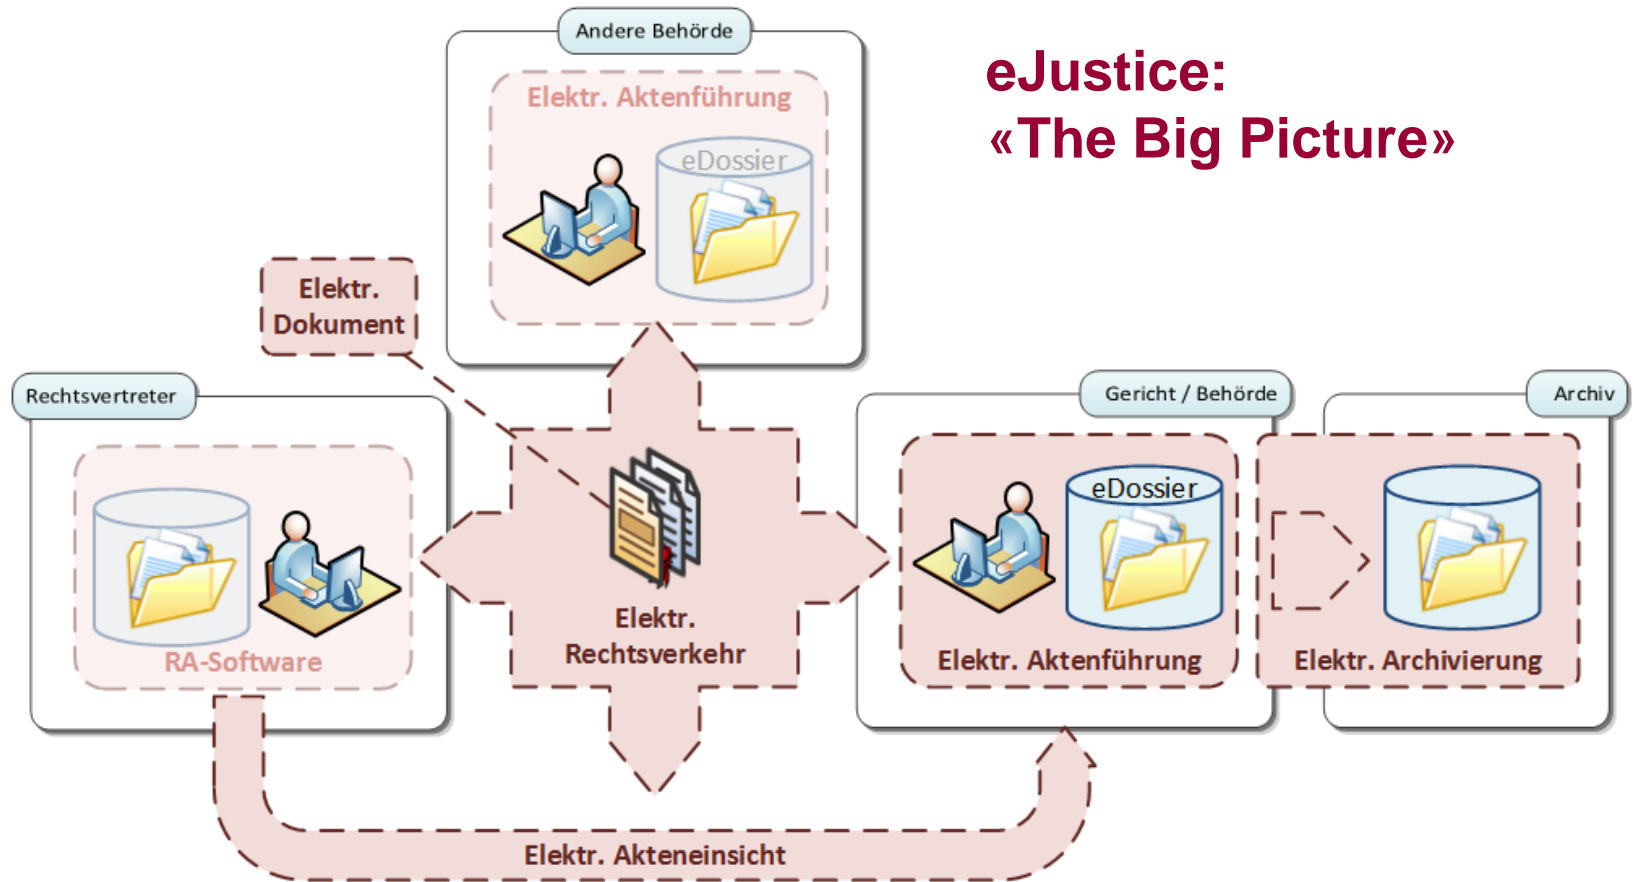 eJustice:
«The Big Picture»
Andere Behörde
Elektr. Aktenführung
eDossier
Elektr.
Dokument
Rechtsvertreter
RA-Software
Elektr.
Rechtsverkehr
Gericht / Behörde
eDossier
Elektr. Aktenführung
Archiv
Elektr. Archivierung
Elektr. Akteneinsicht